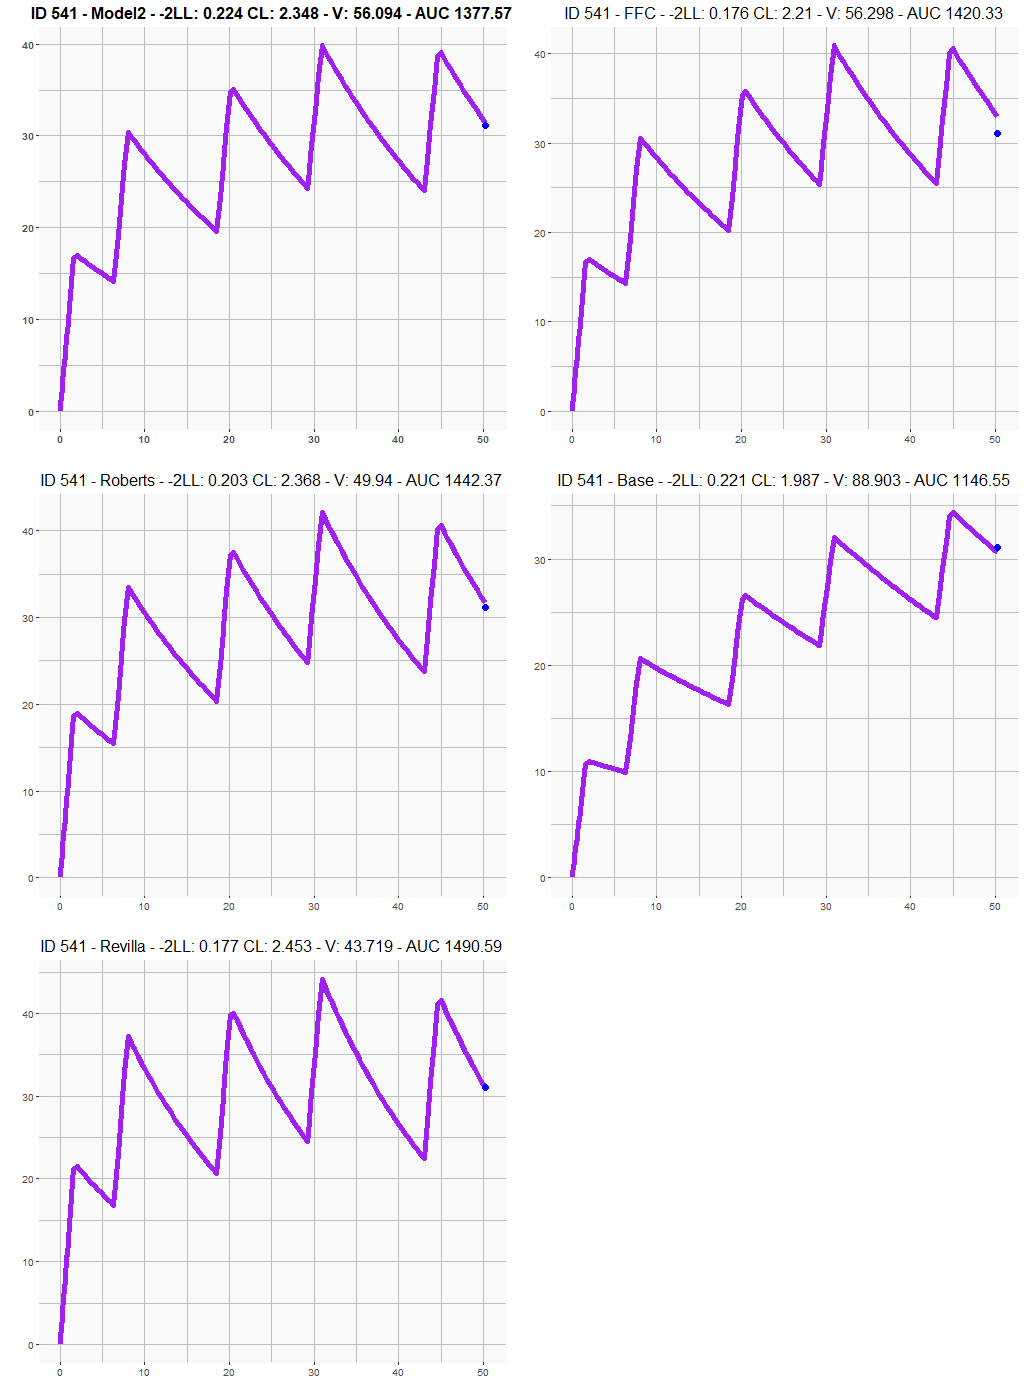 ID 541 - Model2 - -2LL: 0.224 CL: 2.348 - V: 56.094 - AUC 1377.57
40
30
20
10
0
0 10 20 30 40 50
ID 541 - FFC - -2LL: 0.176 CL: 2.21 - V: 56.298 - AUC 1420.33
40
30
20
10
0
0 10 20 30 40 50
ID 541 - Roberts - -2LL: 0.203 CL: 2.368 - V: 49.94 - AUC 1442.37
40
30
20
10
0
0 10 20 30 40 50
ID 541 - Base - -2LL: 0.221 CL: 1.987 - V: 88.903 - AUC 1146.55
30
20
10
0
0 10 20 30 40 50
ID 541 - Revilla - -2LL: 0.177 CL: 2.453 - V: 43.719 - AUC 1490.59
40
30
20
10
0
0 10 20 30 40 50